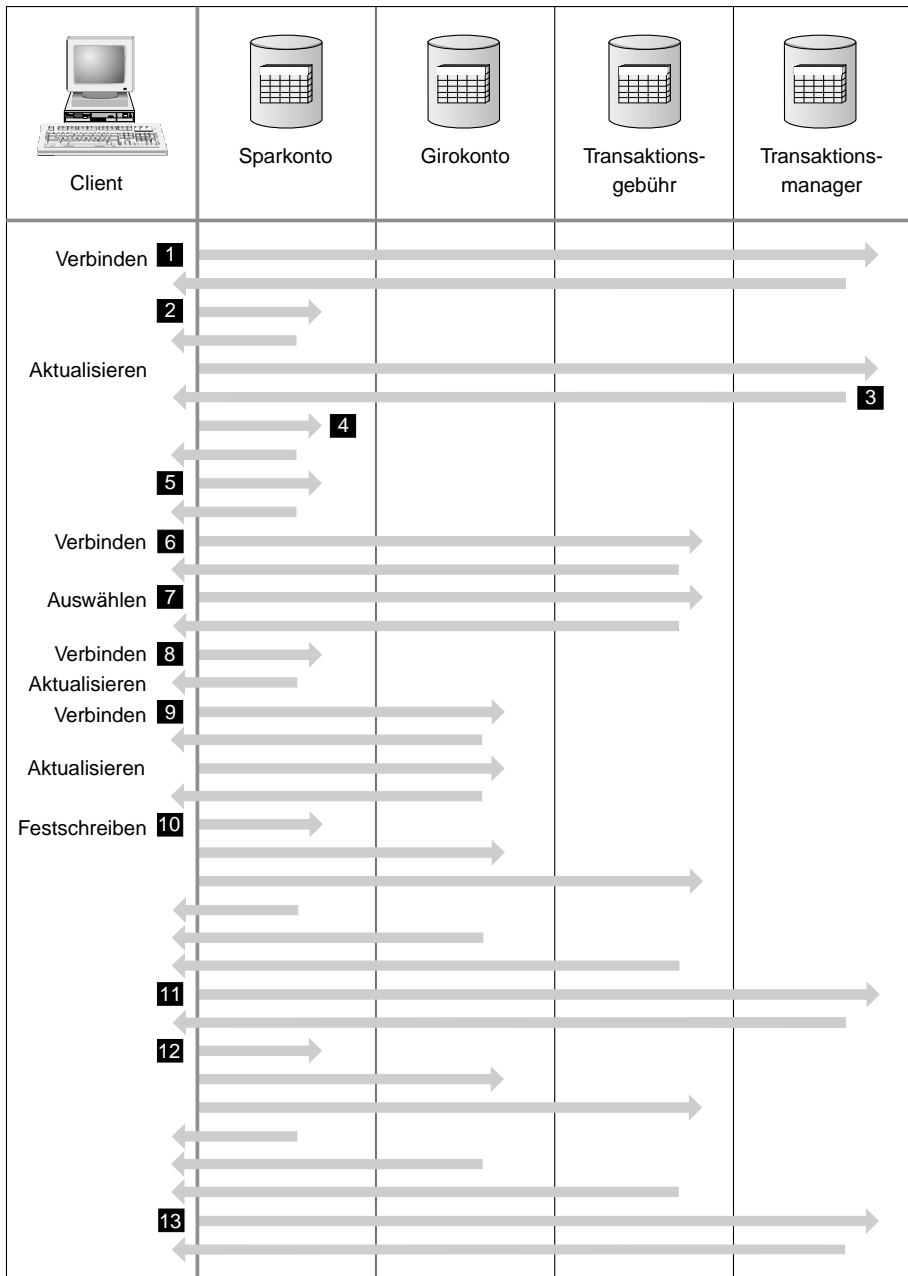 Client
Sparkonto
Girokonto
Transaktions-
gebühr
Transaktions-
manager
Verbinden 1
2
Aktualisieren
3
4
5
Verbinden 6
Auswählen 7
Verbinden 8
Aktualisieren
Verbinden 9
Aktualisieren
Festschreiben 10
11
12
13